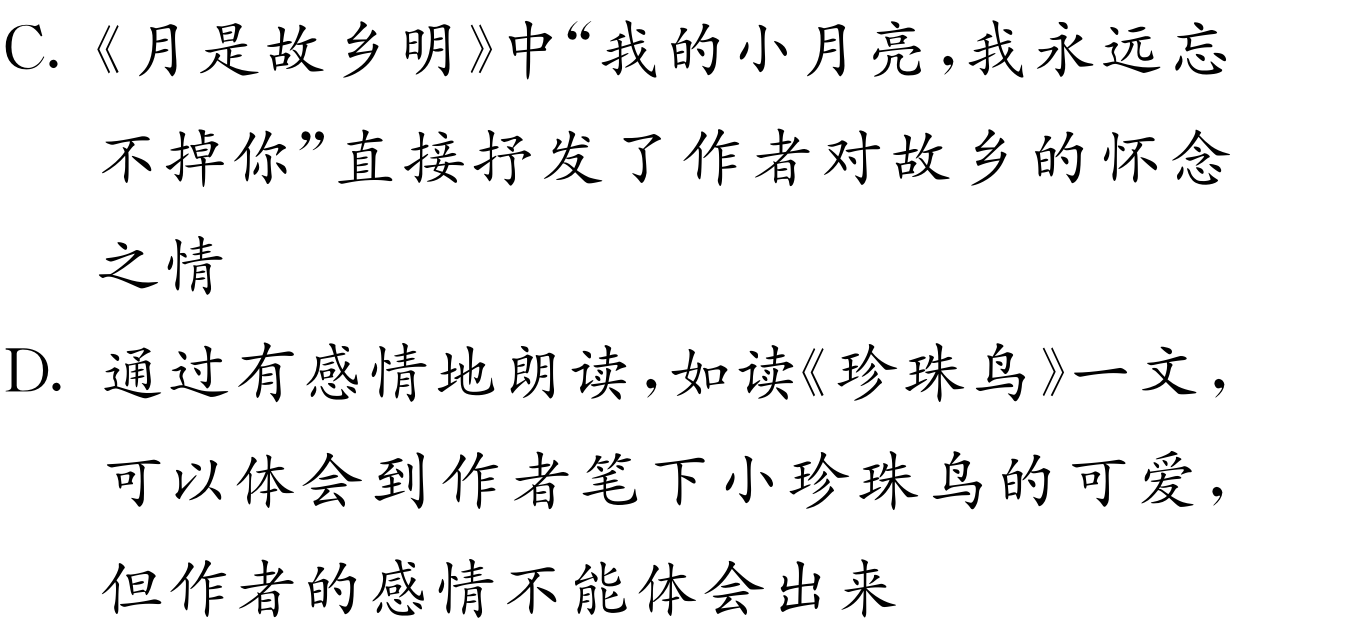 C. 《月是故乡明》中“我的小月亮,我永远忘
不掉你”直接抒发了作者对故乡的怀念
之情
D. 通过有感情地朗读,如读《珍珠鸟》一文,
可以体会到作者笔下小珍珠鸟的可爱,
但作者的感情不能体会出来